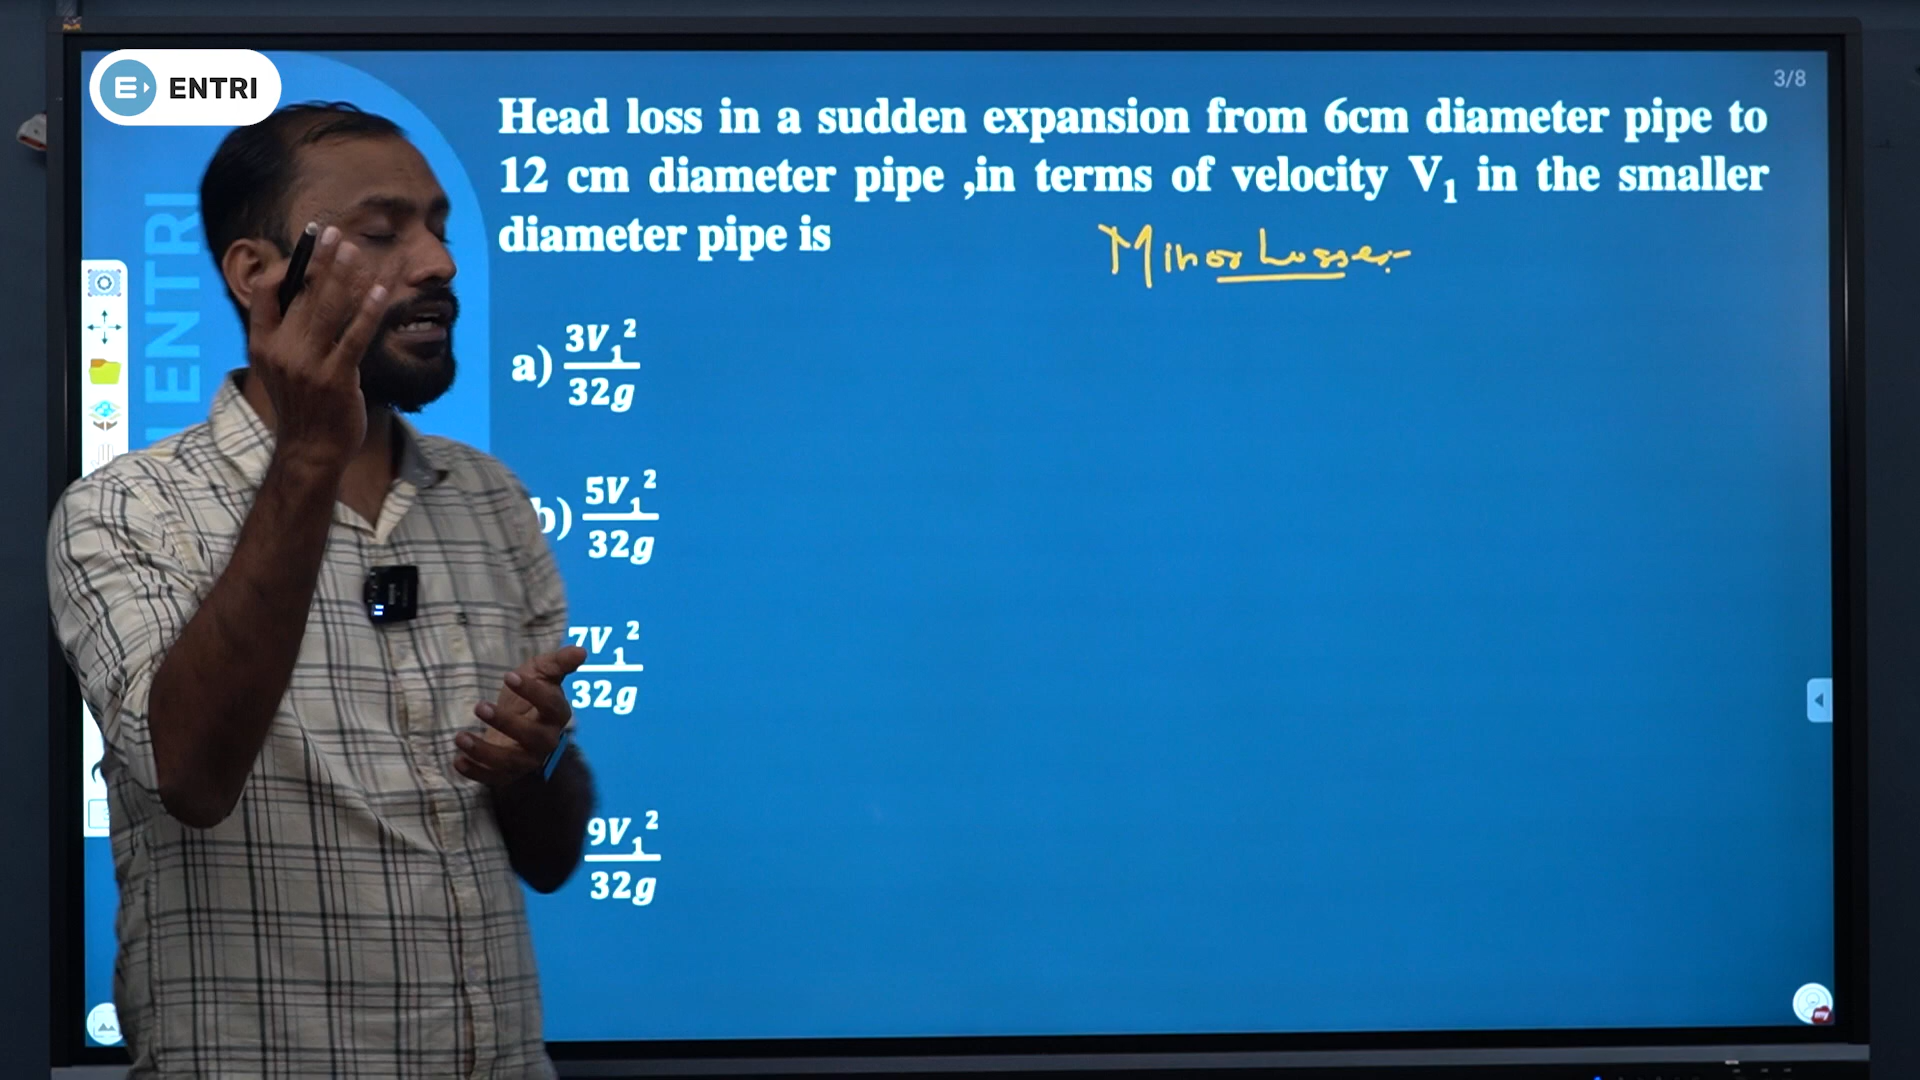 ENTRI
3/8
Head loss in a sudden expansion from 6cm diameter pipe to
12 cm diameter pipe ,in terms of velocity V₁ in the smaller
diameter pipe is
Minor Losses
a) 3V₁²
32g
b) 5V₁²
32g
7V₁²
32g
9V₁²
32g
ENTRI